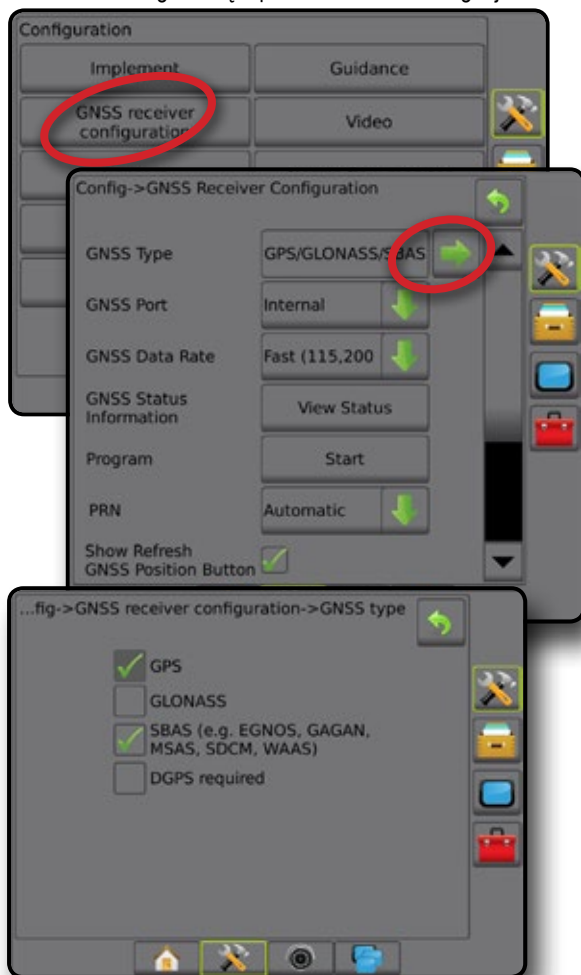 Configuration
Implement
Guidance
GNSS receiver
configuration
Video
Config->GNSS Receiver Configuration
GNSS Type
GPS/GLONASS/SBAS
GNSS Port
Internal
GNSS Data Rate
Fast (115,200
GNSS Status
Information
View Status
Program
Start
PRN
Automatic
Show Refresh
GNSS Position Button
...fig->GNSS receiver configuration->GNSS type
GPS
GLONASS
SBAS (e.g. EGNOS, GAGAN,
MSAS, SDCM, WAAS)
DGPS required